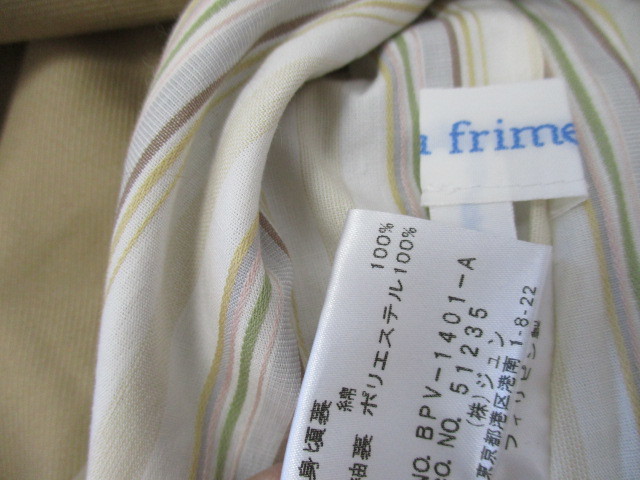 a frime
身頃裏 綿 100%
袖裏 ポリエステル100%
NO. BPV-1401-A
CO. NO. 51235
(株)ジュン
東京都港区港南 1-8-22
フィリピン製